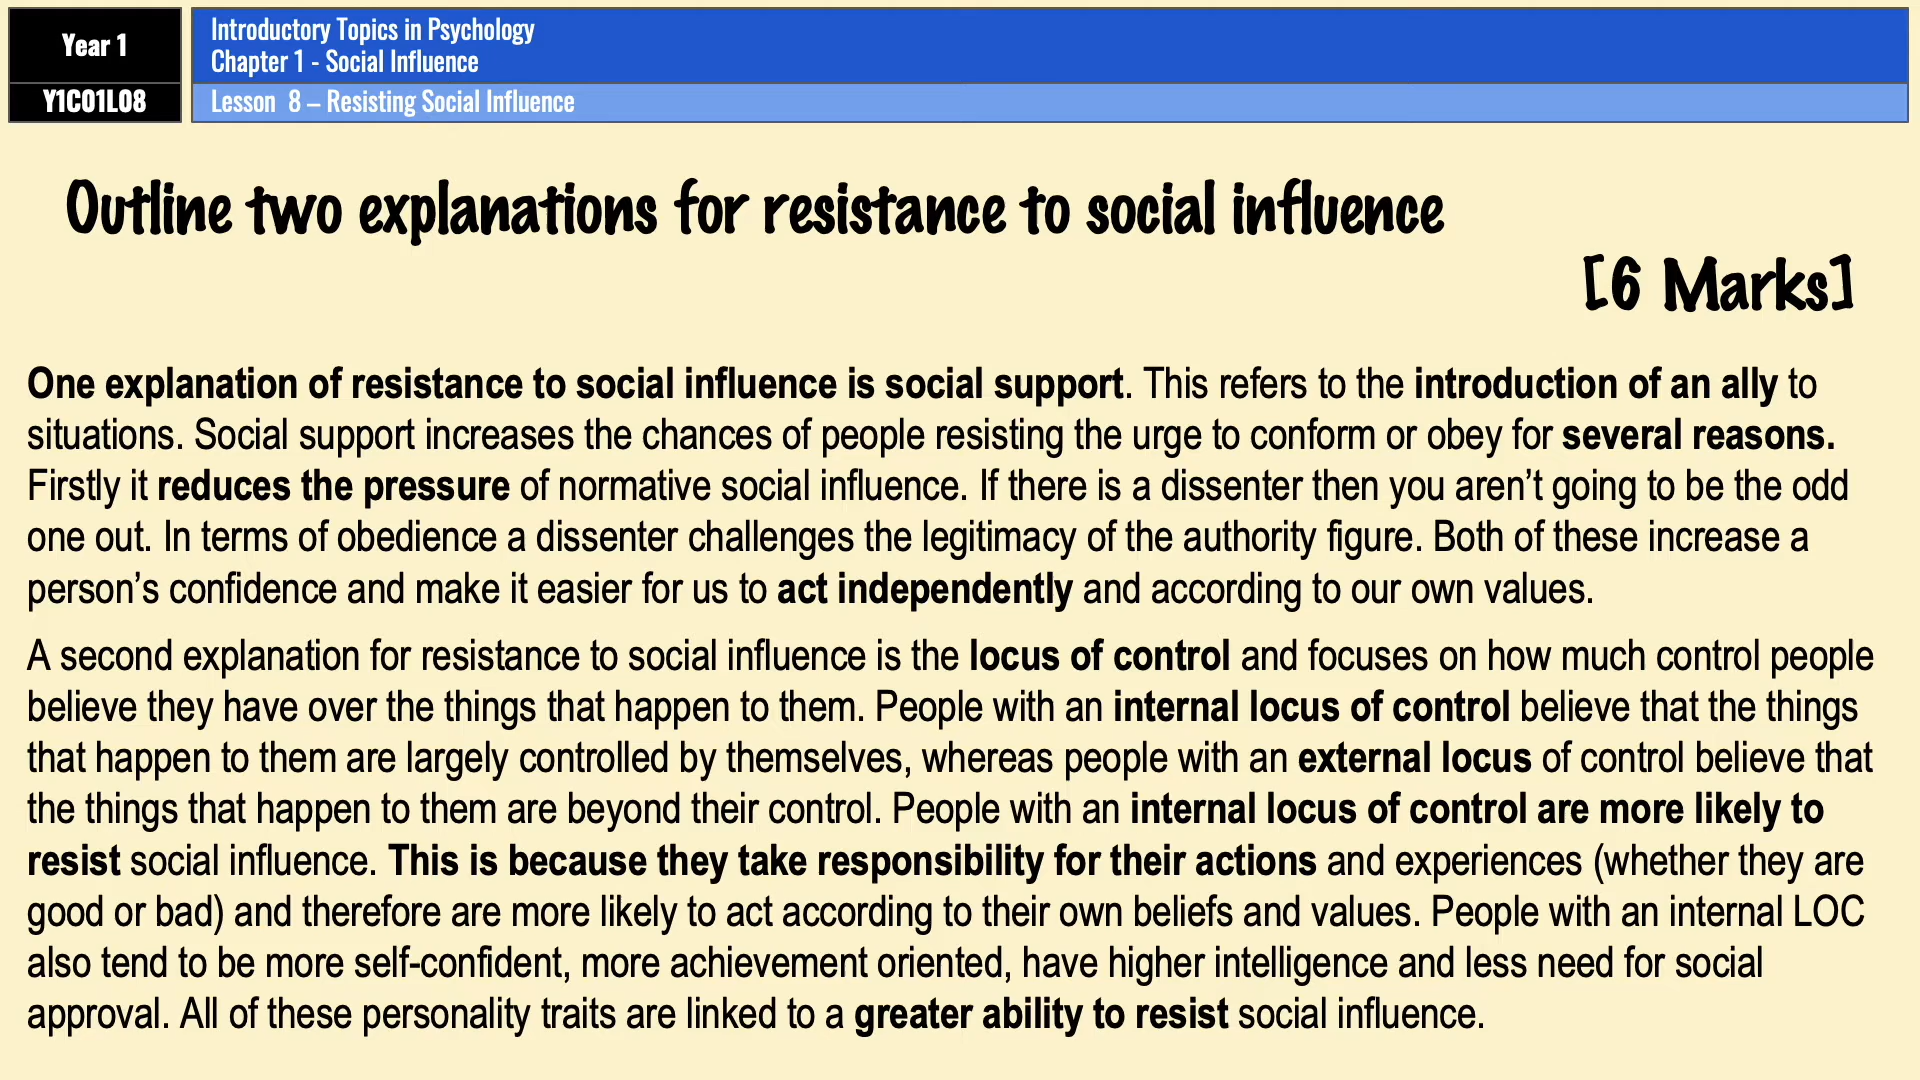 Year 1
Introductory Topics in Psychology
Chapter 1 - Social Influence
Y1C01L08
Lesson  8 – Resisting Social Influence
Outline two explanations for resistance to social influence
[6 Marks]
One explanation of resistance to social influence is social support. This refers to the introduction of an ally to
situations. Social support increases the chances of people resisting the urge to conform or obey for several reasons.
Firstly it reduces the pressure of normative social influence. If there is a dissenter then you aren’t going to be the odd
one out. In terms of obedience a dissenter challenges the legitimacy of the authority figure. Both of these increase a
person’s confidence and make it easier for us to act independently and according to our own values.
A second explanation for resistance to social influence is the locus of control and focuses on how much control people
believe they have over the things that happen to them. People with an internal locus of control believe that the things
that happen to them are largely controlled by themselves, whereas people with an external locus of control believe that
the things that happen to them are beyond their control. People with an internal locus of control are more likely to
resist social influence. This is because they take responsibility for their actions and experiences (whether they are
good or bad) and therefore are more likely to act according to their own beliefs and values. People with an internal LOC
also tend to be more self-confident, more achievement oriented, have higher intelligence and less need for social
approval. All of these personality traits are linked to a greater ability to resist social influence.